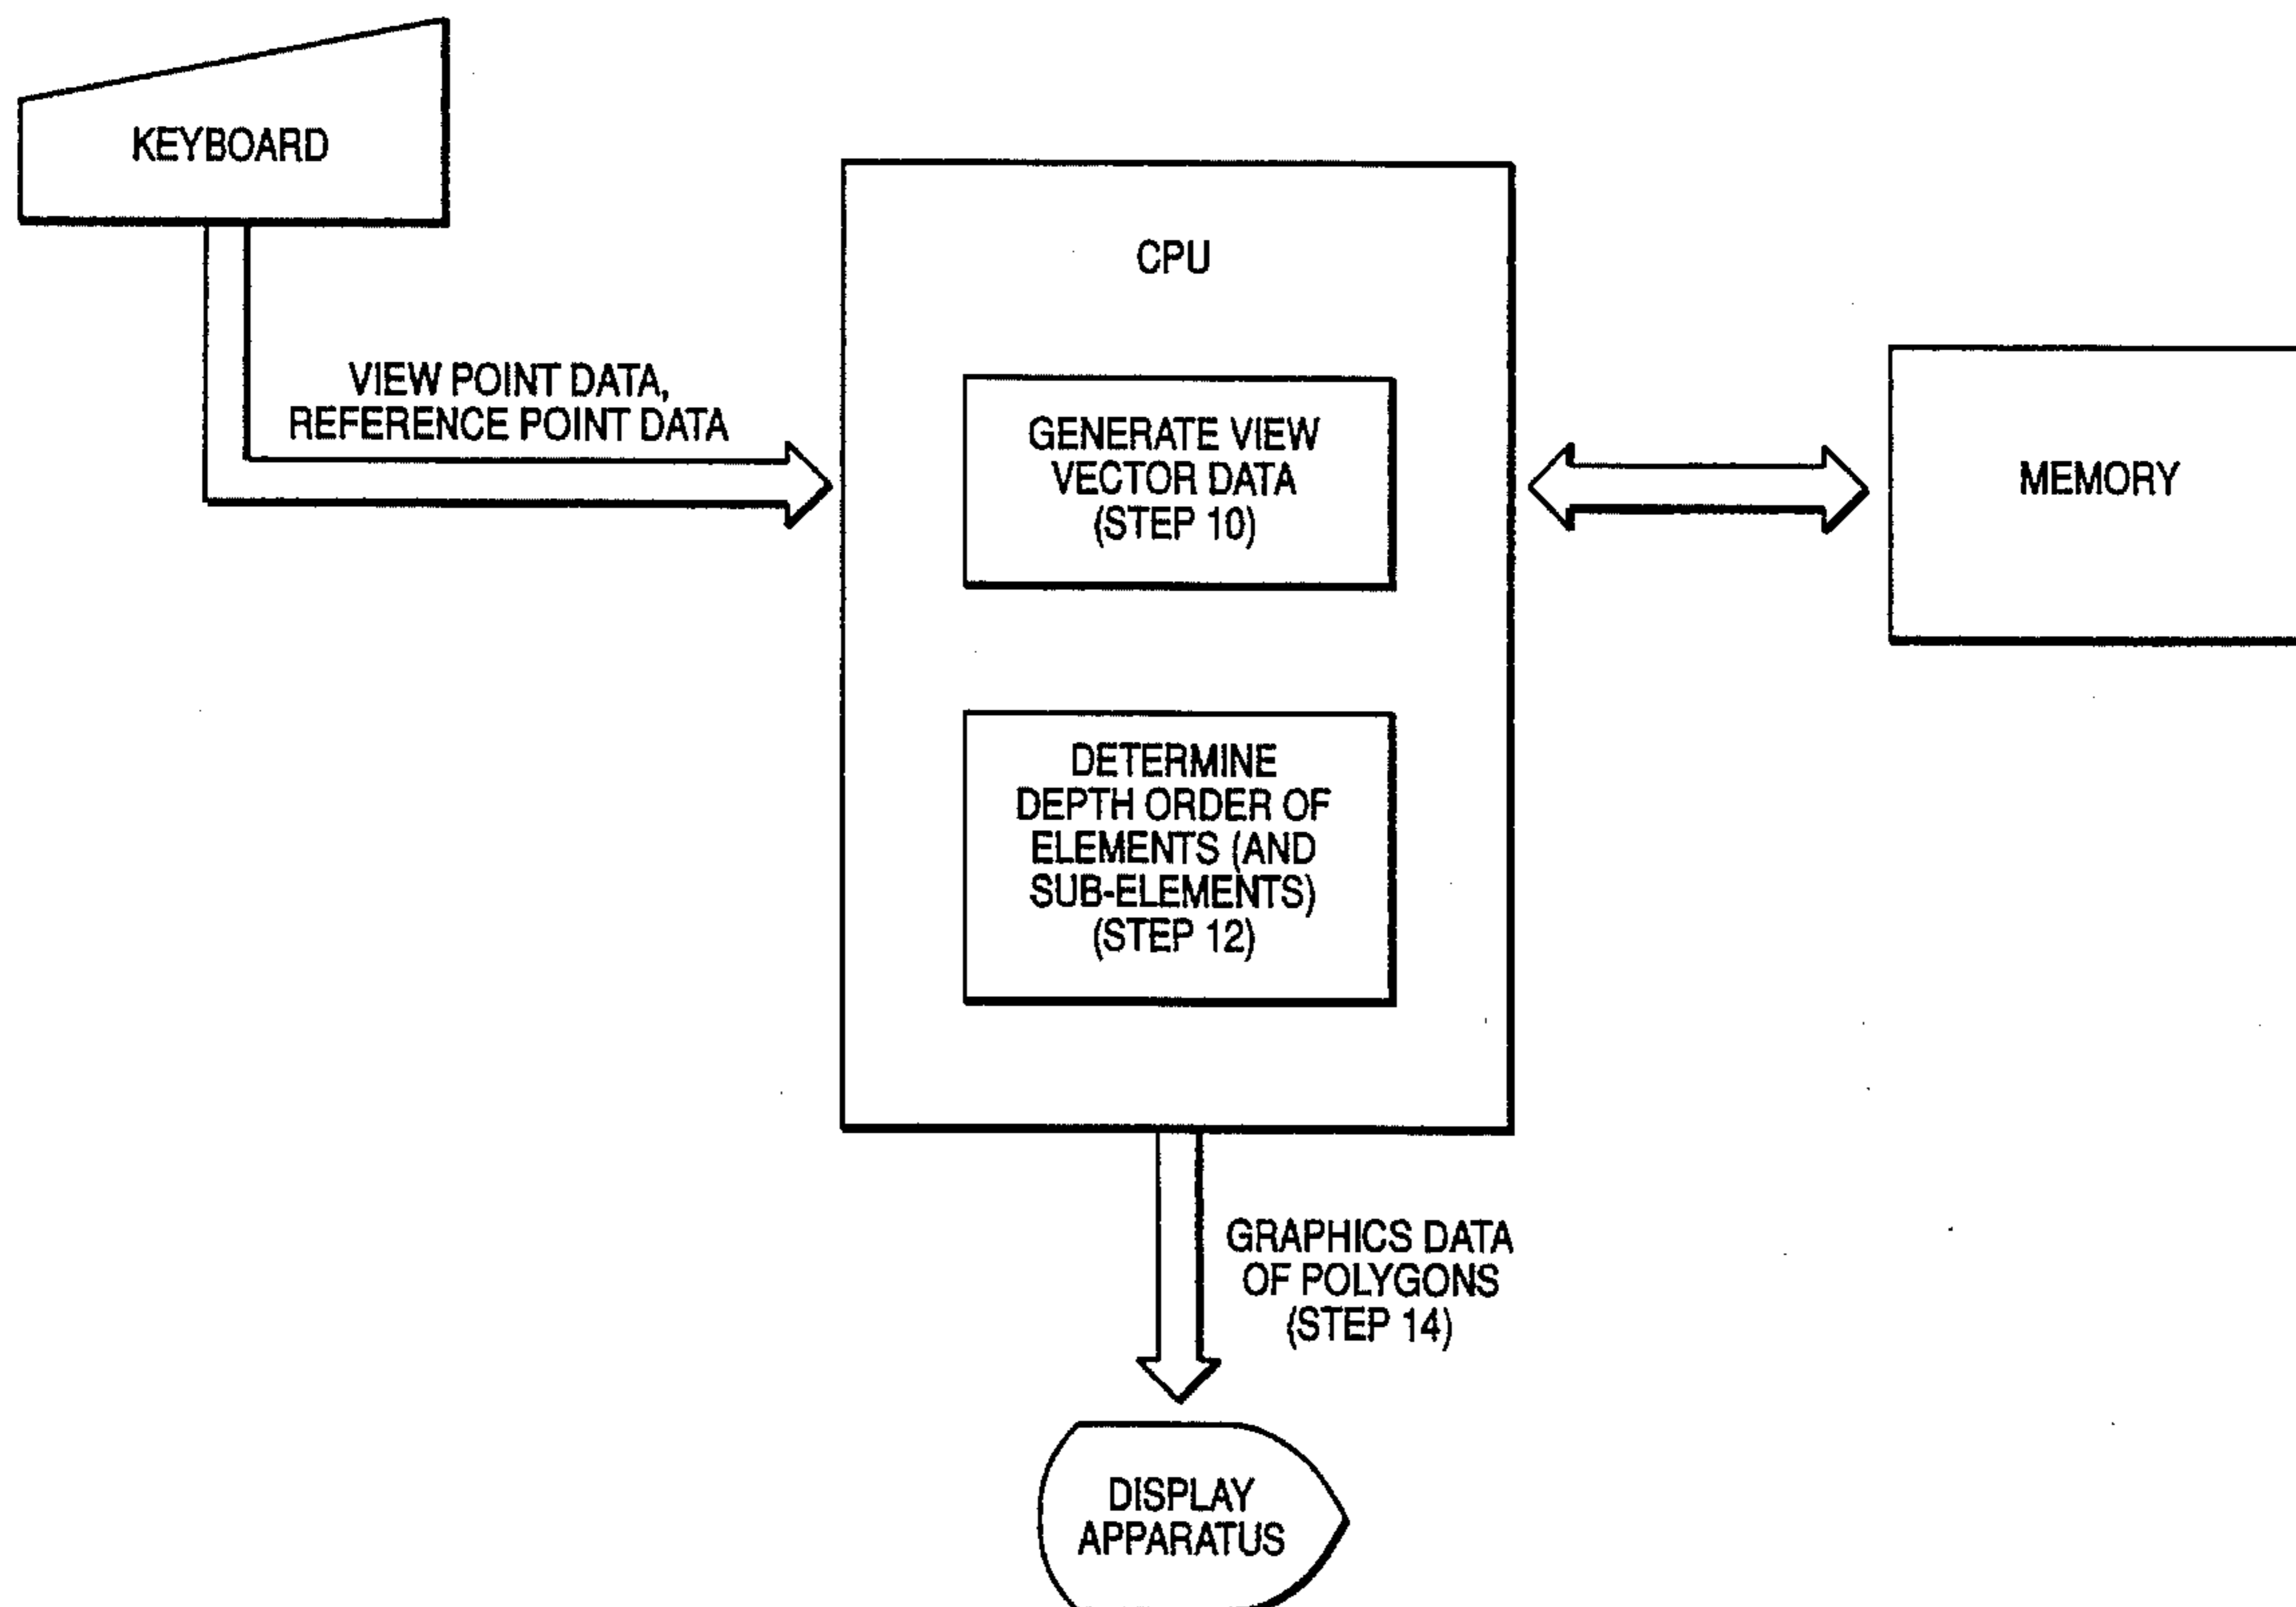 KEYBOARD
VIEW POINT DATA,
REFERENCE POINT DATA
CPU
GENERATE VIEW
VECTOR DATA
(STEP 10)
MEMORY
DETERMINE
DEPTH ORDER OF
ELEMENTS (AND
SUB-ELEMENTS)
(STEP 12)
GRAPHICS DATA
OF POLYGONS
(STEP 14)
DISPLAY
APPARATUS